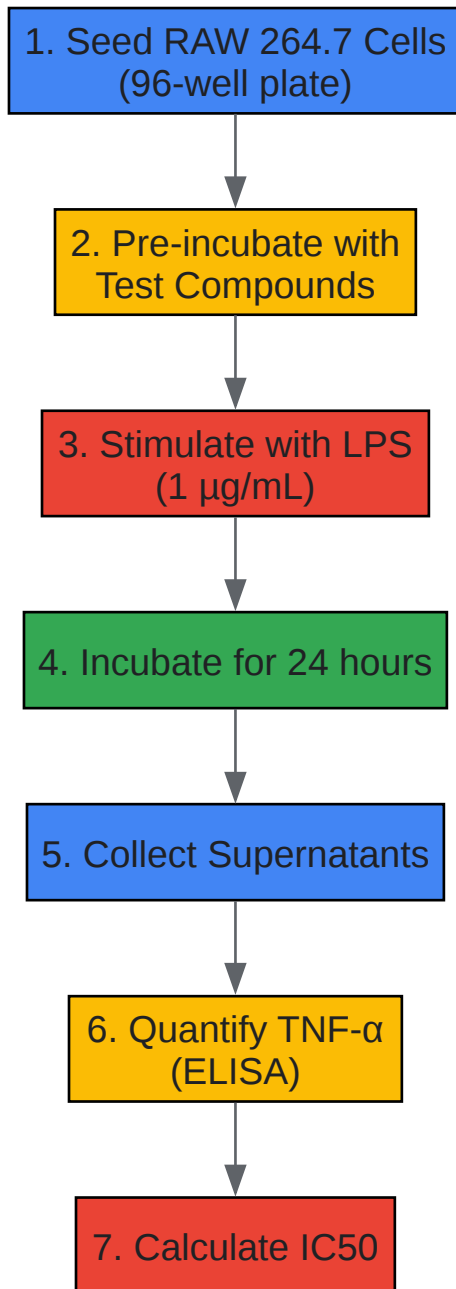 1. Seed RAW 264.7 Cells
(96-well plate)
2. Pre-incubate with
Test Compounds
3. Stimulate with LPS
(1 µg/mL)
4. Incubate for 24 hours
5. Collect Supernatants
6. Quantify TNF-α
(ELISA)
7. Calculate IC50